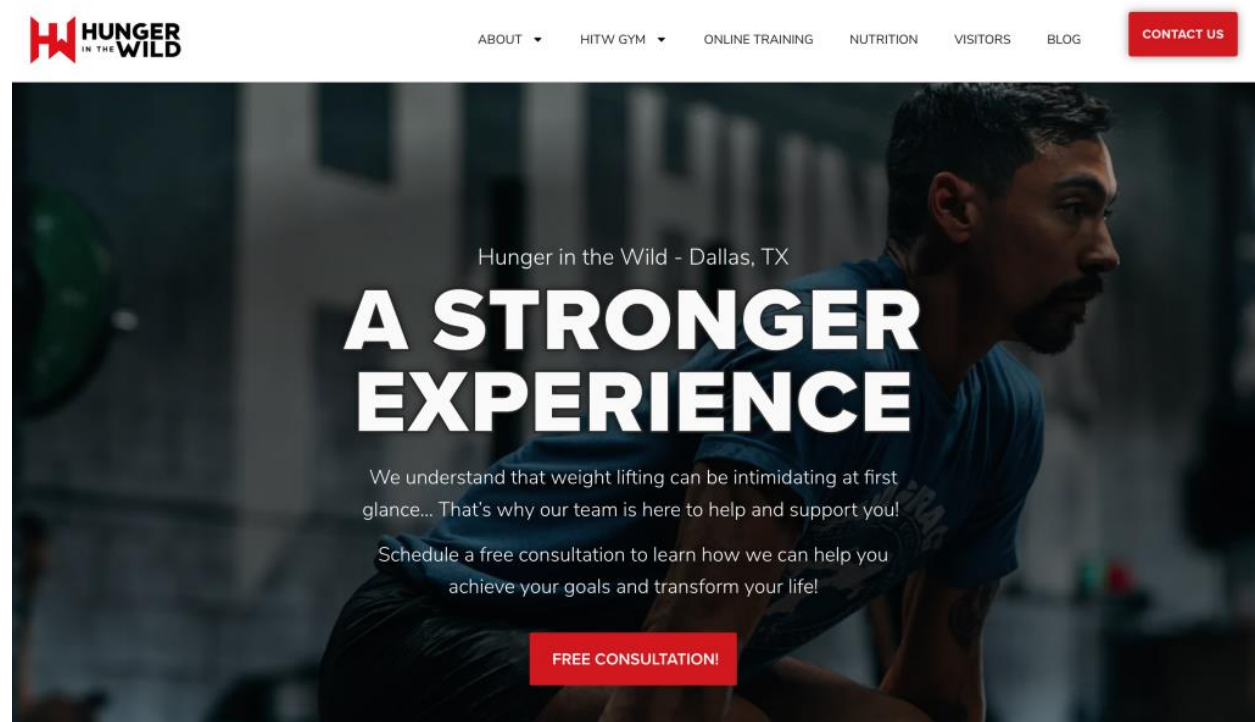 HUNGER
IN THE WILD
ABOUT
HITW GYM
ONLINE TRAINING
NUTRITION
VISITORS
BLOG
CONTACT US
HUN
Hunger in the Wild - Dallas, TX
A STRONGER
EXPERIENCE
We understand that weight lifting can be intimidating at first
glance... That's why our team is here to help and support you!
Schedule a free consultation to learn how we can help you
achieve your goals and transform your life!
FREE CONSULTATION!